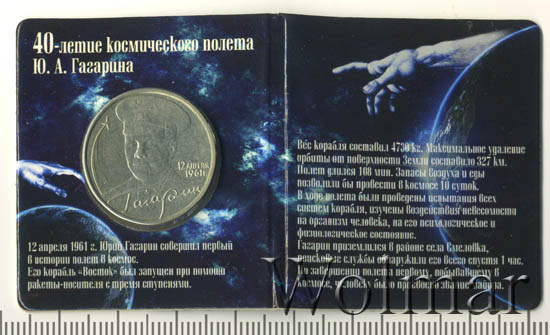 40-летие космического полета
Ю. А. Гагарина
12 АПРЕЛЯ
1961г.
Гагарин
12 апреля 1961 г. Юрий Гагарин совершил первый
в истории полет в космос.
Его корабль «Восток» был запущен при помощи
ракеты-носителя с тремя ступенями.
Вес корабля составил 4730 кг. Максимальное удаление
орбиты от поверхности Земли составило 327 км.
Полет длился 108 мин. Запасы воздуха и еды
позволили бы провести в космосе 10 суток.
В ходе полета были проведены испытания всех
систем корабля, изучены воздействия невесомости
на организм человека, на его психологическое и
физиологическое состояние.
Гагарин приземлился в районе села Смеловка,
поисковые службы обнаружили его всего спустя 1 час.
По завершении полета первому, побывавшему в
космосе, человеку было присвоено звание майора.
Wolmar